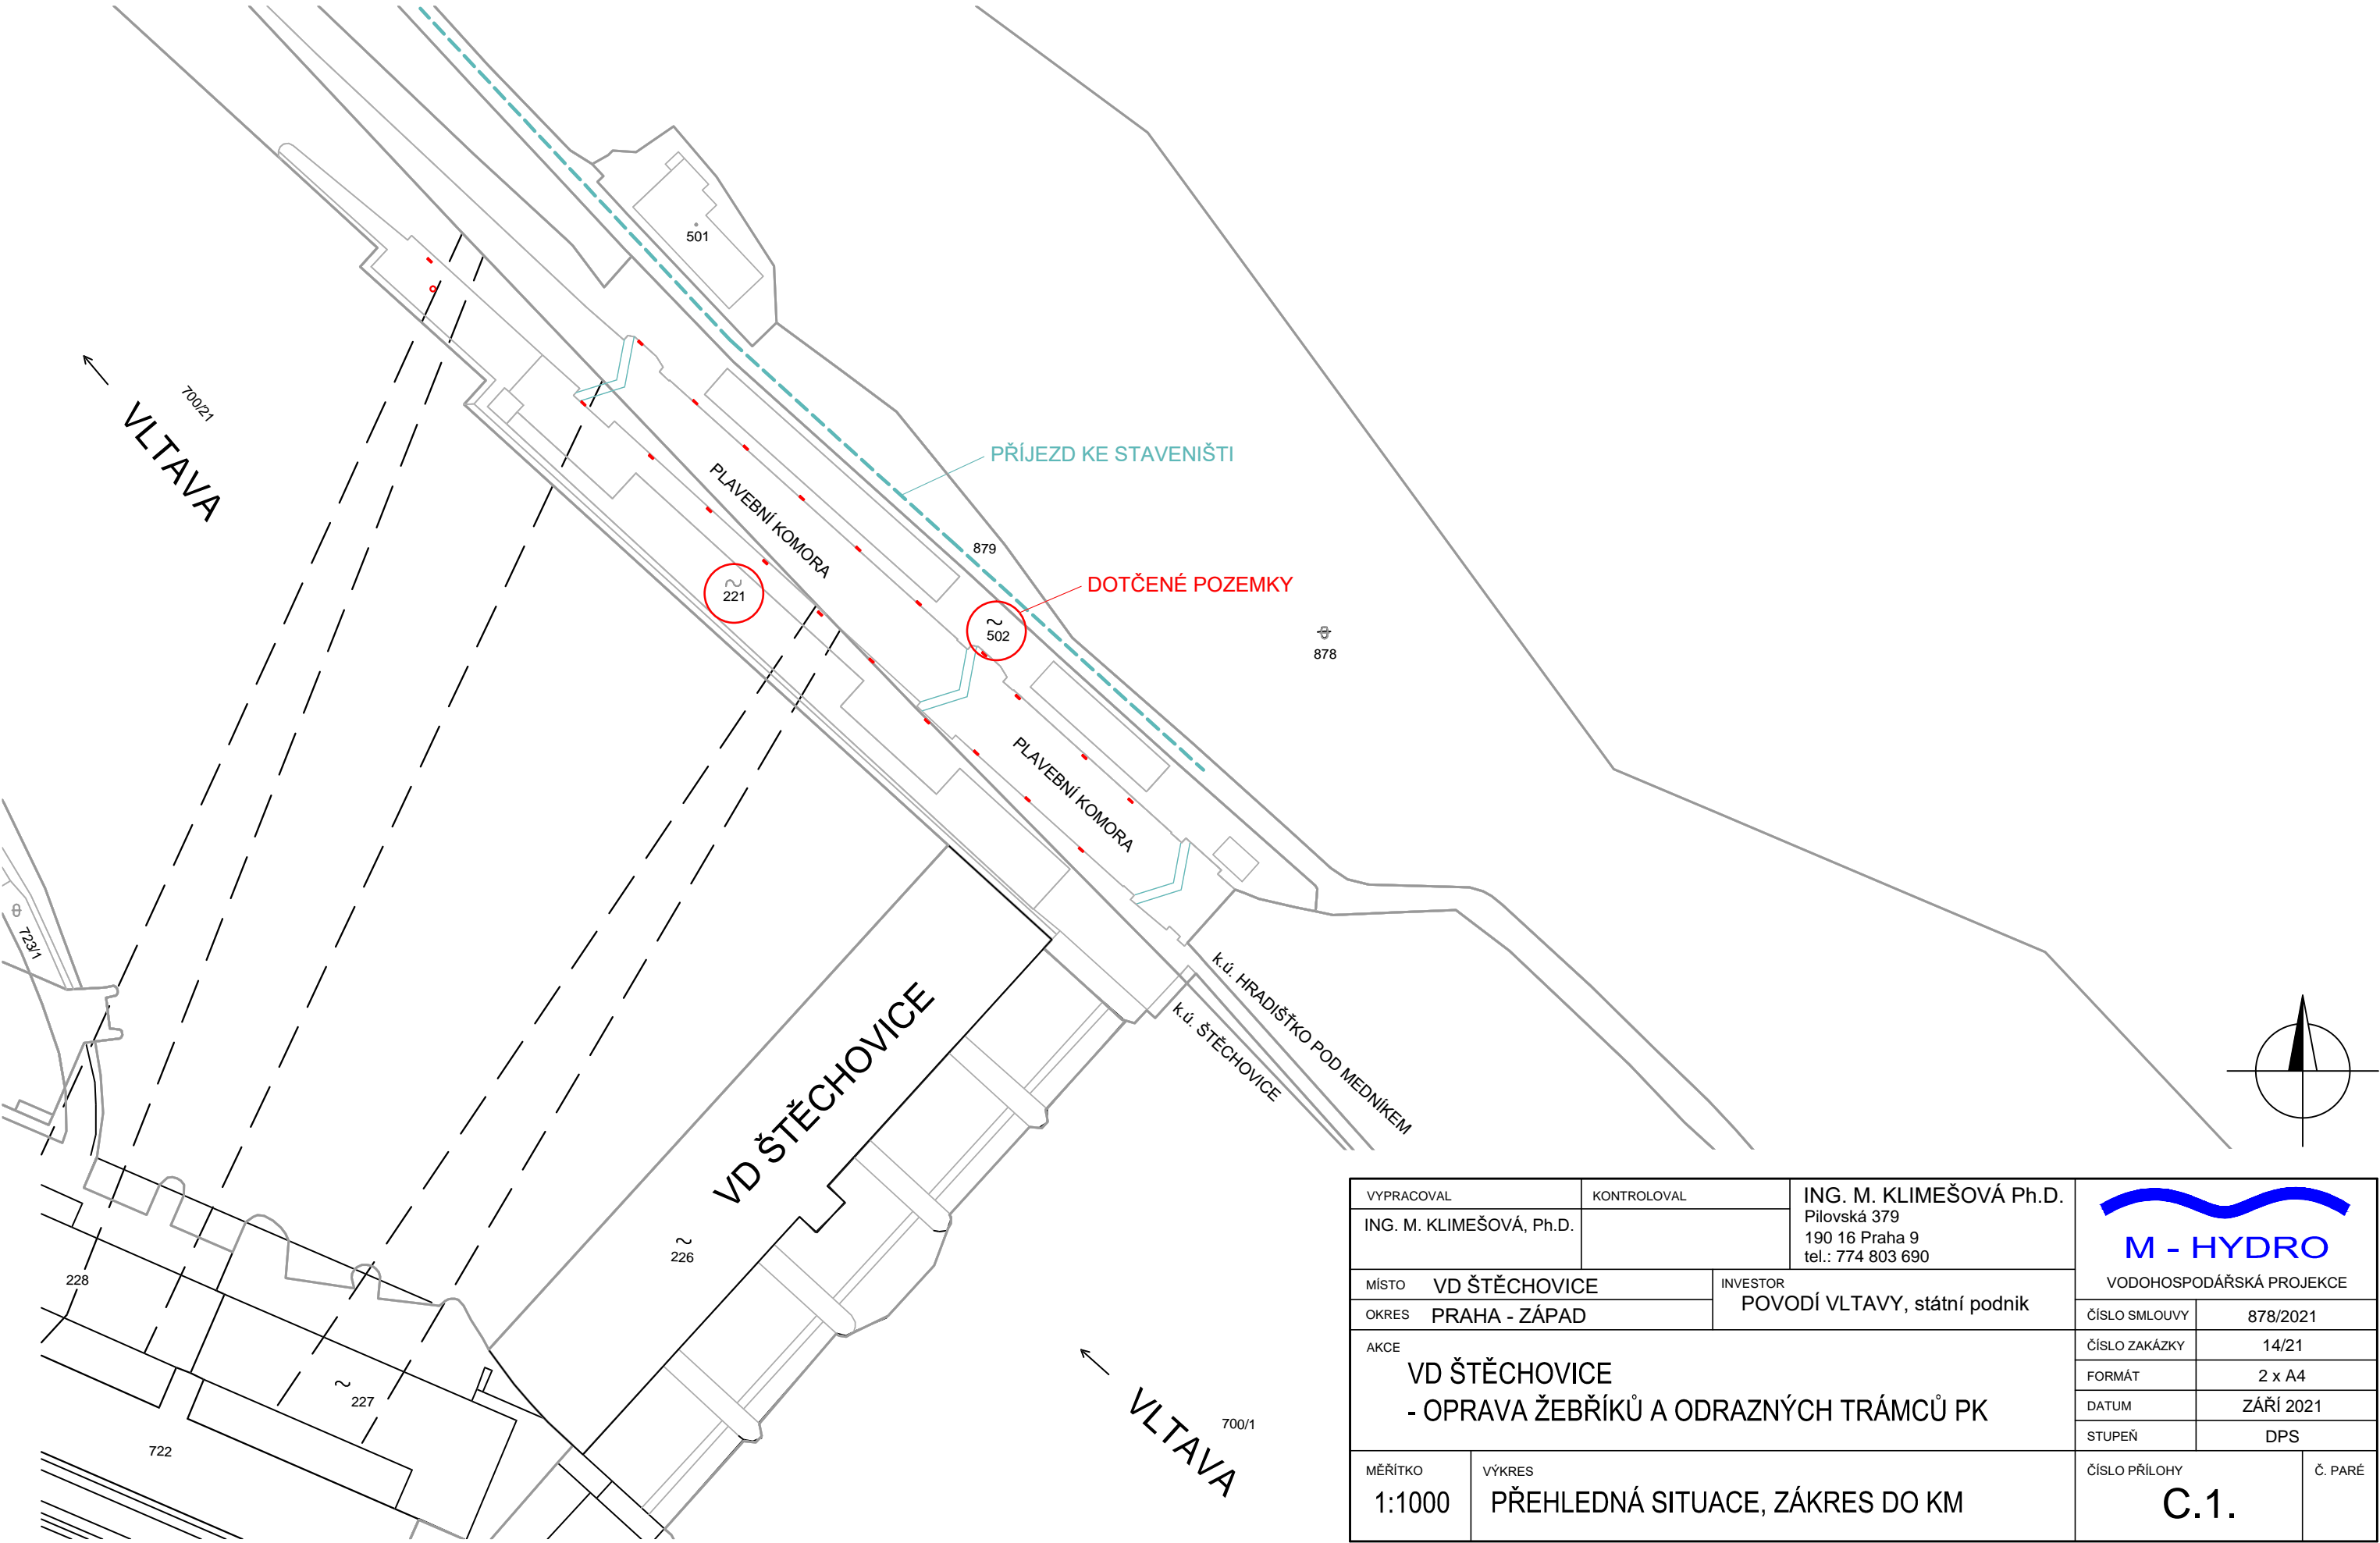 501
700/21
VLTAVA
PŘÍJEZD KE STAVENIŠTI
PLAVEBNÍ KOMORA
879
DOTČENÉ POZEMKY
221
502
878
PLAVEBNÍ KOMORA
723/1
k.ú. HRADIŠŤKO POD MEDNÍKEM
k.ú. ŠTĚCHOVICE
VD ŠTĚCHOVICE
226
228
227
722
VLTAVA
700/1
VYPRACOVAL
KONTROLOVAL
ING. M. KLIMEŠOVÁ Ph.D.
Pilovská 379
190 16 Praha 9
tel.: 774 803 690
ING. M. KLIMEŠOVÁ, Ph.D.
M - HYDRO
VODOHOSPODÁŘSKÁ PROJEKCE
MÍSTO VD ŠTĚCHOVICE
INVESTOR
POVODÍ VLTAVY, státní podnik
OKRES PRAHA - ZÁPAD
ČÍSLO SMLOUVY 878/2021
ČÍSLO ZAKÁZKY 14/21
FORMÁT 2 x A4
DATUM ZÁŘÍ 2021
STUPEŇ DPS
AKCE
VD ŠTĚCHOVICE
- OPRAVA ŽEBŘÍKŮ A ODRAZNÝCH TRÁMCŮ PK
MĚŘÍTKO
1:1000
VÝKRES
PŘEHLEDNÁ SITUACE, ZÁKRES DO KM
ČÍSLO PŘÍLOHY
C.1.
Č. PARÉ